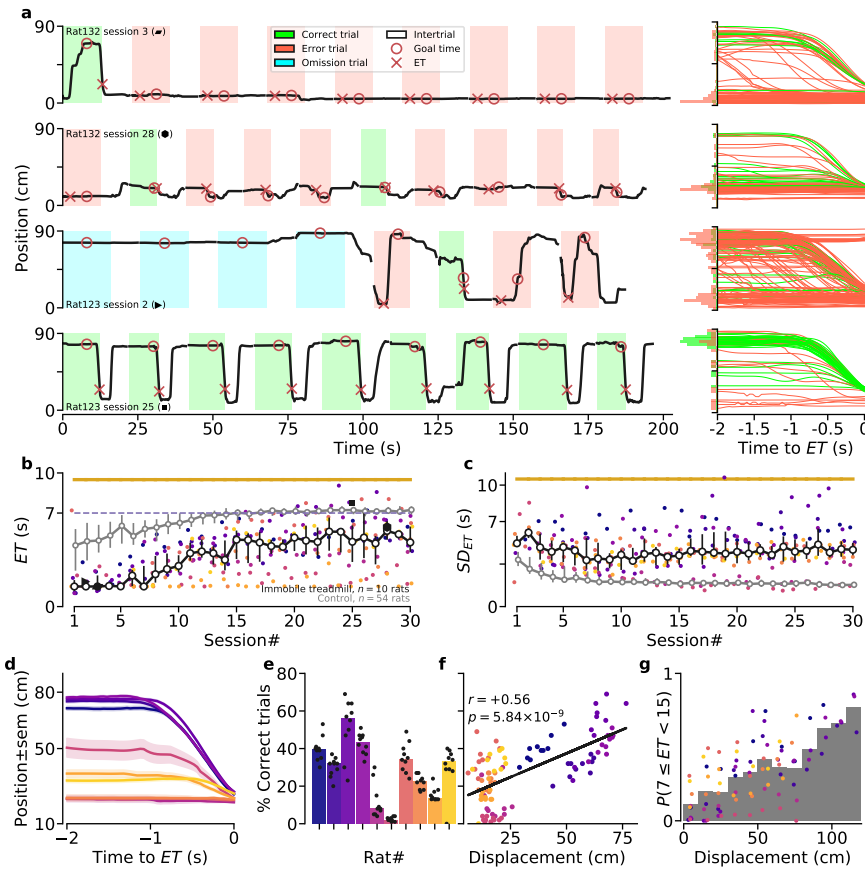 a
90
0
Rat132 session 3 (▰)
Correct trial
Error trial
Omission trial
Intertrial
Goal time
ET
90
0
Rat132 session 28 (⬢)
Position (cm)
90
0
Rat123 session 2 (▶)
90
0
Rat123 session 25 (■)
0 25 50 75 100 125 150 175 200
Time (s)
-2 -1.5 -1 -0.5 0
Time to ET (s)
b
10
7
0
ET (s)
Immobile treadmill, n = 10 rats
Control, n = 54 rats
1 5 10 15 20 25 30
Session#
c
10
7
0
SD_ET (s)
1 5 10 15 20 25 30
Session#
d
80
50
10
Position±sem (cm)
−2 −1 0
Time to ET (s)
e
80
60
40
20
0
% Correct trials
Rat#
f
r = +0.56
p = 5.84×10⁻⁹
25 50 75
Displacement (cm)
g
1
0
P(7 ≤ ET < 15)
0 50 100
Displacement (cm)